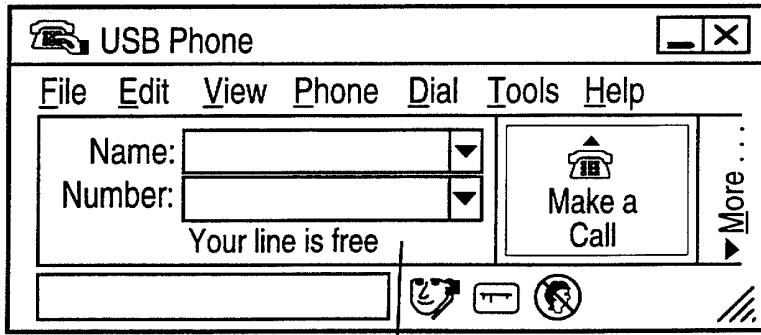 USB Phone
File Edit View Phone Dial Tools Help
Name:
Number:
Your line is free
Make a
Call
More...